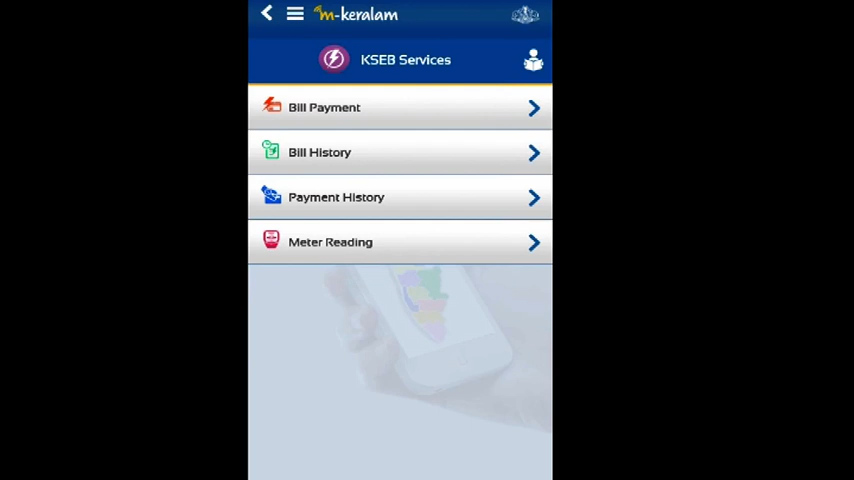 m-keralam
KSEB Services
Bill Payment
Bill History
Payment History
Meter Reading